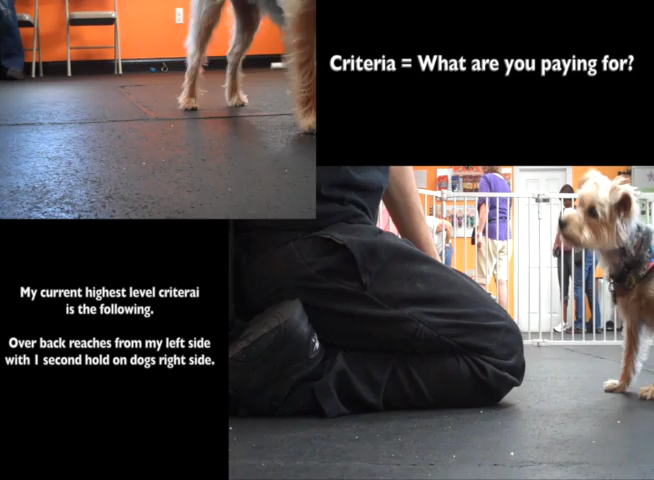 Criteria = What are you paying for?
My current highest level criterai
is the following.
Over back reaches from my left side
with 1 second hold on dogs right side.